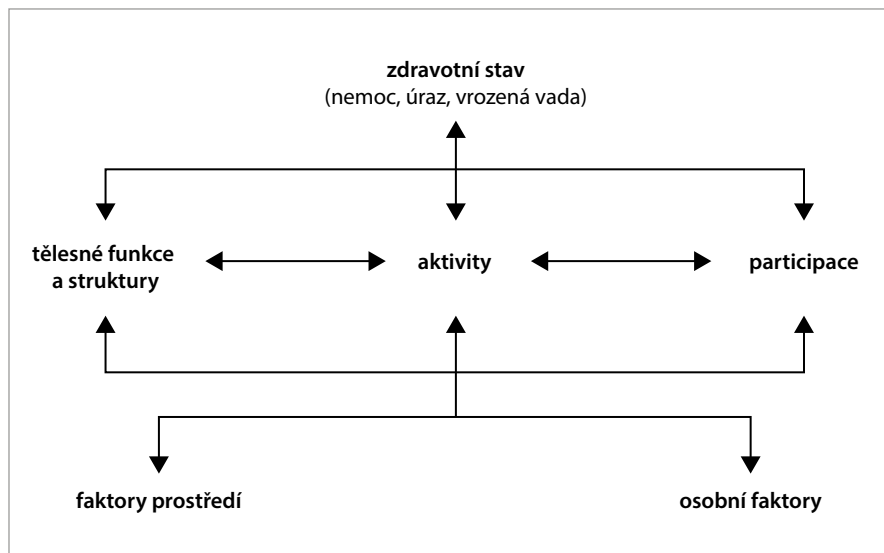 zdravotní stav
(nemoc, úraz, vrozená vada)
tělesné funkce
a struktury
aktivity
participace
faktory prostředí
osobní faktory